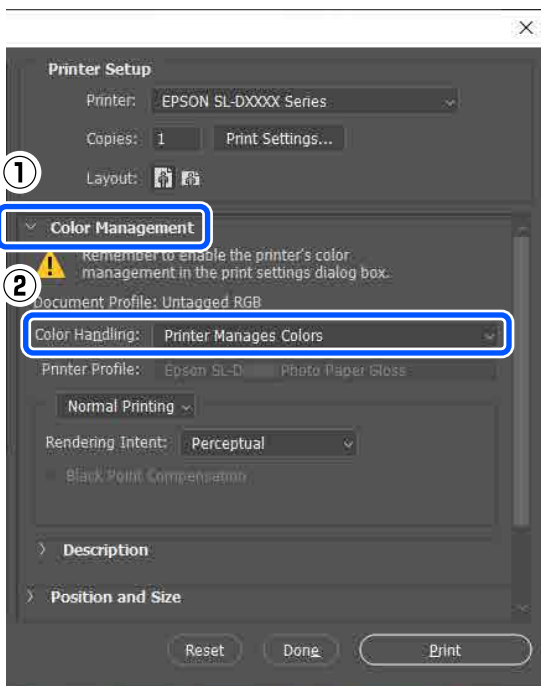 Printer Setup
Printer: EPSON SL-DXXXX Series
Copies: 1 Print Settings...
Layout:
①
Color Management
Remember to enable the printer's color
management in the print settings dialog box.
②
Document Profile: Untagged RGB
Color Handling: Printer Manages Colors
Printer Profile: Epson SL-D Photo Paper Gloss
Normal Printing
Rendering Intent: Perceptual
Black Point Compensation
Description
Position and Size
Reset Done Print